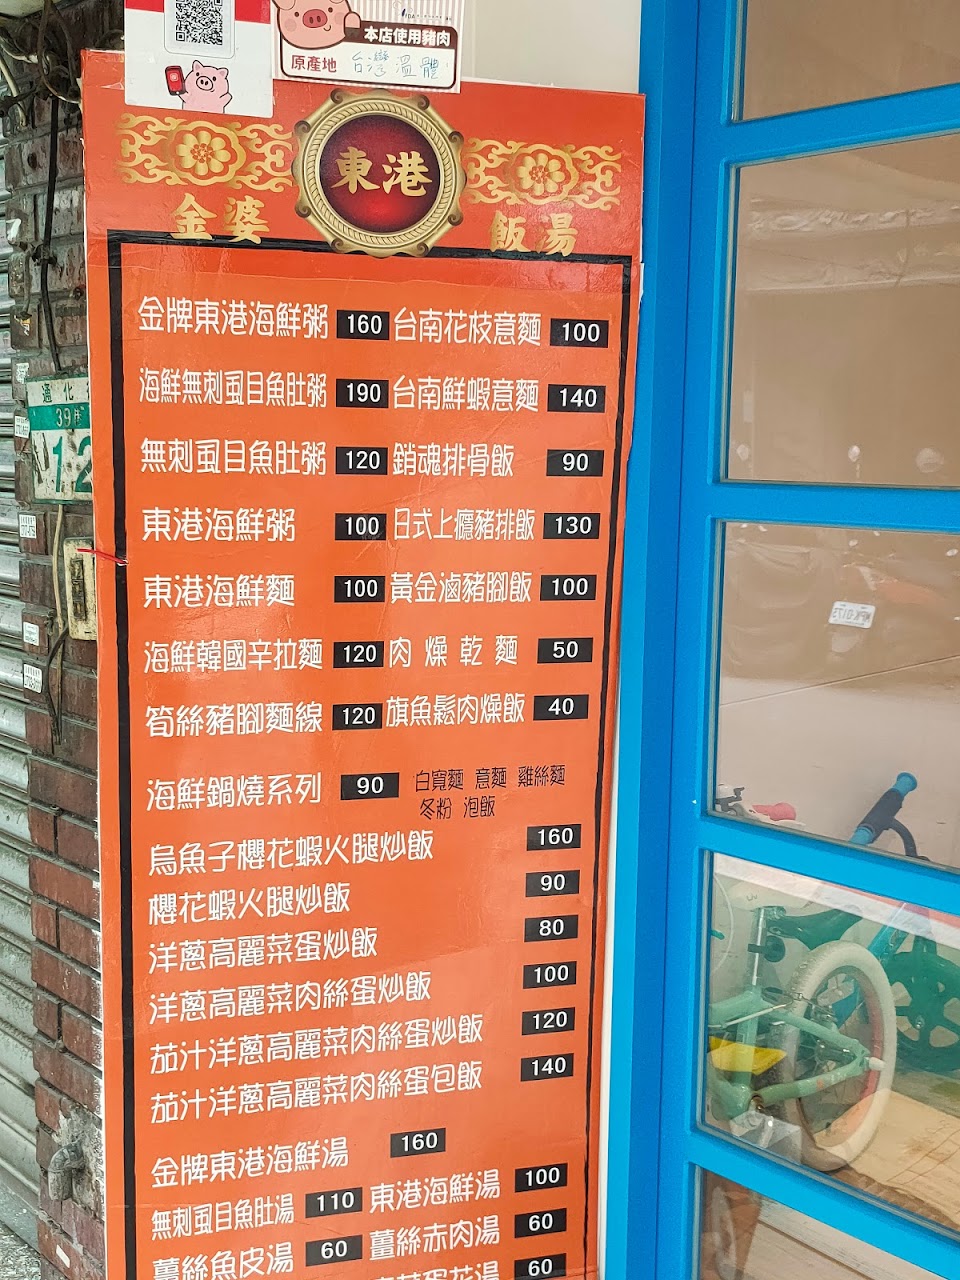 本店使用豬肉
原產地 台灣溫體
東港
金婆 飯湯
金牌東港海鮮粥 160 台南花枝意麵 100
海鮮無刺虱目魚肚粥 190 台南鮮蝦意麵 140
無刺虱目魚肚粥 120 銷魂排骨飯 90
東港海鮮粥 100 日式上癮豬排飯 130
東港海鮮麵 100 黃金滷豬腳飯 100
海鮮韓國辛拉麵 120 肉燥乾麵 50
筍絲豬腳麵線 120 旗魚鬆肉燥飯 40
海鮮鍋燒系列 90 白寬麵 意麵 雞絲麵
冬粉 泡飯
烏魚子櫻花蝦火腿炒飯 160
櫻花蝦火腿炒飯 90
洋蔥高麗菜蛋炒飯 80
洋蔥高麗菜肉絲蛋炒飯 100
茄汁洋蔥高麗菜肉絲蛋炒飯 120
茄汁洋蔥高麗菜肉絲蛋包飯 140
金牌東港海鮮湯 160
無刺虱目魚肚湯 110 東港海鮮湯 100
薑絲魚皮湯 60 薑絲赤肉湯 60
蛋花湯 60
通化
39巷
12